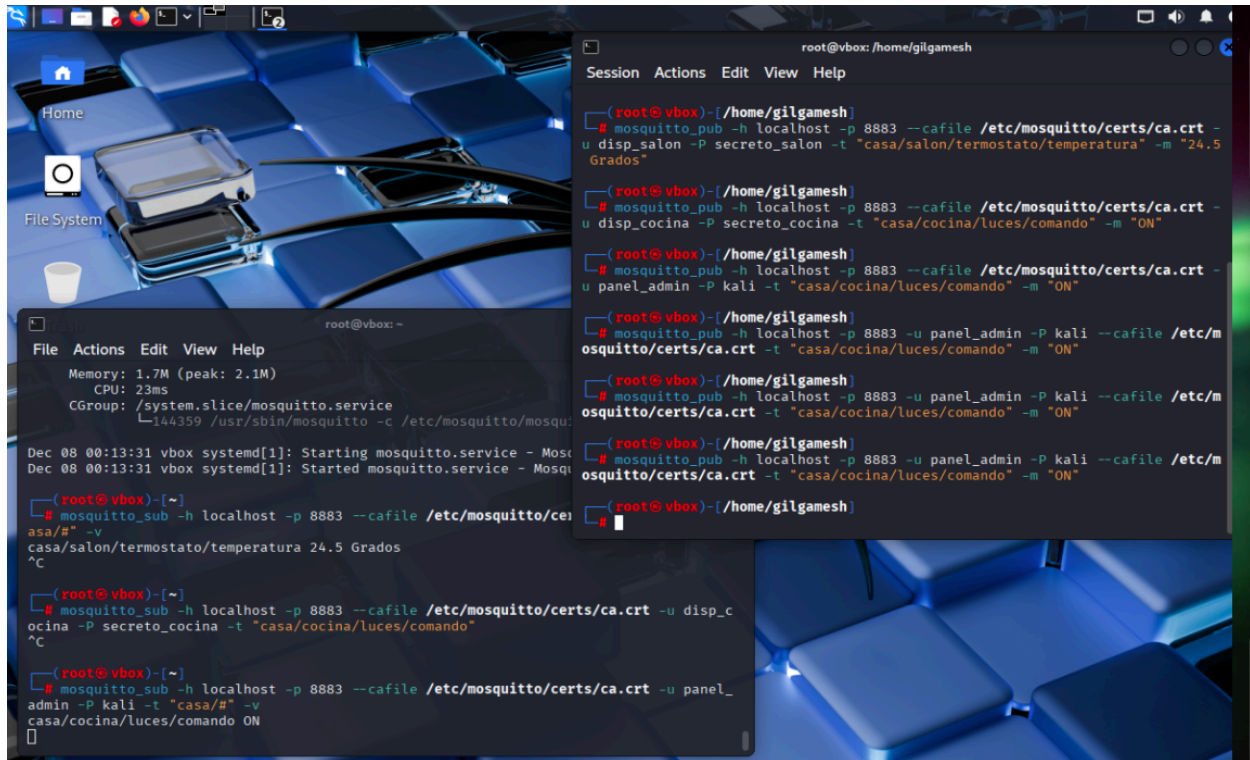 Home
File System
root@vbox: ~
File Actions Edit View Help
Memory: 1.7M (peak: 2.1M)
CPU: 23ms
CGroup: /system.slice/mosquitto.service
└─144359 /usr/sbin/mosquitto -c /etc/mosquitto/mosqu
Dec 08 00:13:31 vbox systemd[1]: Starting mosquitto.service - Mos
Dec 08 00:13:31 vbox systemd[1]: Started mosquitto.service - Mosqu
┌──(root㉿vbox)-[~]
└─# mosquitto_sub -h localhost -p 8883 --cafile /etc/mosquitto/cer
asa/#" -v
casa/salon/termostato/temperatura 24.5 Grados
^C
┌──(root㉿vbox)-[~]
└─# mosquitto_sub -h localhost -p 8883 --cafile /etc/mosquitto/certs/ca.crt -u disp_c
ocina -P secreto_cocina -t "casa/cocina/luces/comando"
^C
┌──(root㉿vbox)-[~]
└─# mosquitto_sub -h localhost -p 8883 --cafile /etc/mosquitto/certs/ca.crt -u panel_
admin -P kali -t "casa/#" -v
casa/cocina/luces/comando ON
root@vbox: /home/gilgamesh
Session Actions Edit View Help
┌──(root㉿vbox)-[/home/gilgamesh]
└─# mosquitto_pub -h localhost -p 8883 --cafile /etc/mosquitto/certs/ca.crt -
u disp_salon -P secreto_salon -t "casa/salon/termostato/temperatura" -m "24.5
Grados"
┌──(root㉿vbox)-[/home/gilgamesh]
└─# mosquitto_pub -h localhost -p 8883 --cafile /etc/mosquitto/certs/ca.crt -
u disp_cocina -P secreto_cocina -t "casa/cocina/luces/comando" -m "ON"
┌──(root㉿vbox)-[/home/gilgamesh]
└─# mosquitto_pub -h localhost -p 8883 --cafile /etc/mosquitto/certs/ca.crt -
u panel_admin -P kali -t "casa/cocina/luces/comando" -m "ON"
┌──(root㉿vbox)-[/home/gilgamesh]
└─# mosquitto_pub -h localhost -p 8883 -u panel_admin -P kali --cafile /etc/m
osquitto/certs/ca.crt -t "casa/cocina/luces/comando" -m "ON"
┌──(root㉿vbox)-[/home/gilgamesh]
└─# mosquitto_pub -h localhost -p 8883 -u panel_admin -P kali --cafile /etc/m
osquitto/certs/ca.crt -t "casa/cocina/luces/comando" -m "ON"
┌──(root㉿vbox)-[/home/gilgamesh]
└─# mosquitto_pub -h localhost -p 8883 -u panel_admin -P kali --cafile /etc/m
osquitto/certs/ca.crt -t "casa/cocina/luces/comando" -m "ON"
┌──(root㉿vbox)-[/home/gilgamesh]
└─#